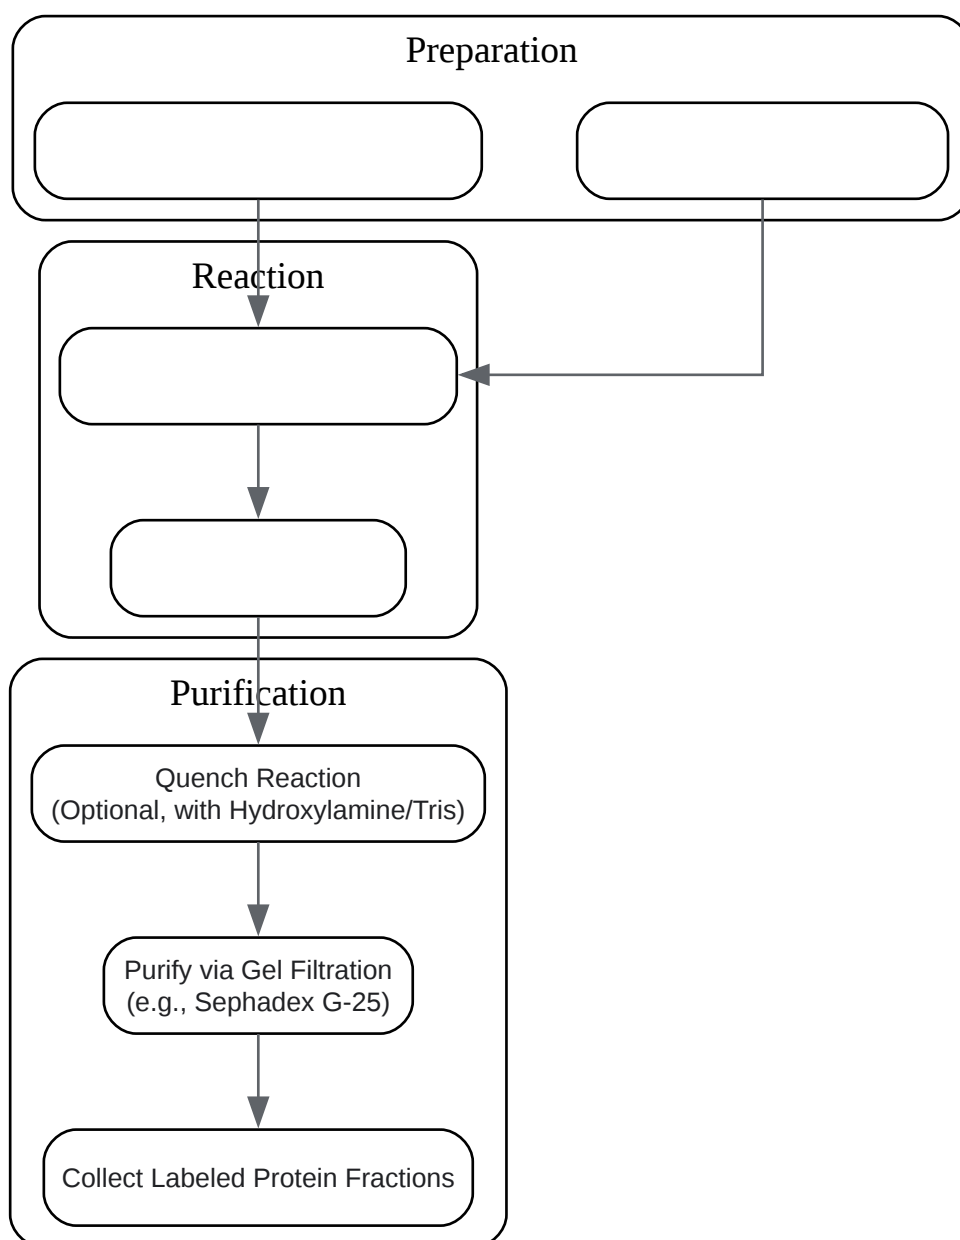 Preparation
Reaction
Purification
Quench Reaction
(Optional, with Hydroxylamine/Tris)
Purify via Gel Filtration
(e.g., Sephadex G-25)
Collect Labeled Protein Fractions